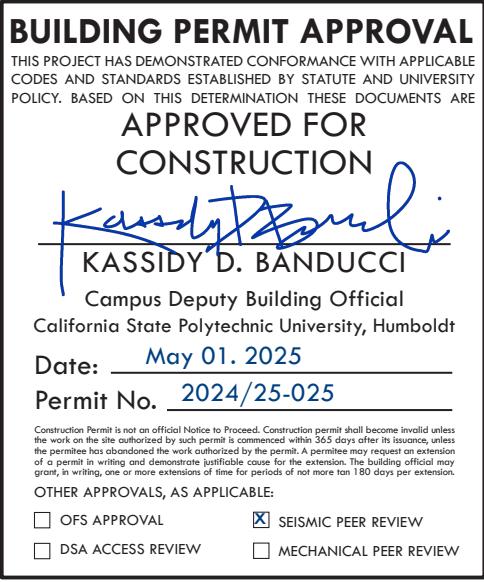 BUILDING PERMIT APPROVAL
THIS PROJECT HAS DEMONSTRATED CONFORMANCE WITH APPLICABLE
CODES AND STANDARDS ESTABLISHED BY STATUTE AND UNIVERSITY
POLICY. BASED ON THIS DETERMINATION THESE DOCUMENTS ARE
APPROVED FOR
CONSTRUCTION
KASSIDY D. BANDUCCI
Campus Deputy Building Official
California State Polytechnic University, Humboldt
Date: May 01. 2025
Permit No. 2024/25-025
Construction Permit is not an official Notice to Proceed. Construction permit shall become invalid unless
the work on the site authorized by such permit is commenced within 365 days after its issuance, unless
the permitee has abandoned the work authorized by the permit. A permitee may request an extension
of a permit in writing and demonstrate justifiable cause for the extension. The building official may
grant, in writing, one or more extensions of time for periods of not more tan 180 days per extension.
OTHER APPROVALS, AS APPLICABLE:
OFS APPROVAL
X SEISMIC PEER REVIEW
DSA ACCESS REVIEW
MECHANICAL PEER REVIEW